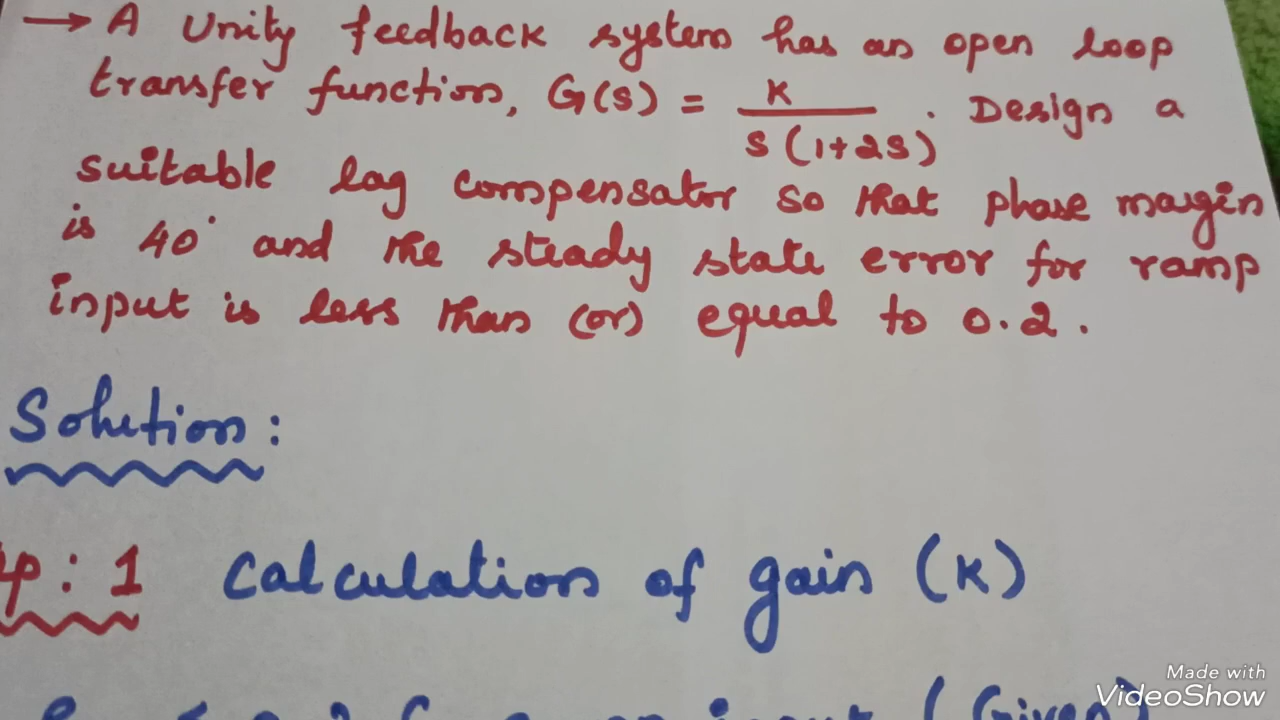 → A Unity feedback system has an open loop
transfer function, G(s) = K / s(1+2s) . Design a
suitable lag compensator so that phase margin
is 40° and the steady state error for ramp
input is less than (or) equal to 0.2.
Solution:
p : 1 Calculation of gain (K)
input (Given)
Made with
VideoShow